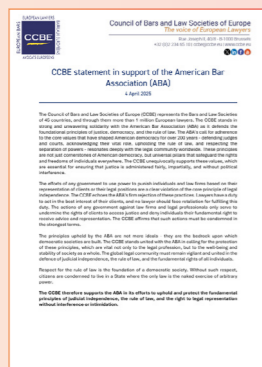 EUROPEAN LAWYERS
AVOCATS EUROPÉENS
CCBE
Council of Bars and Law Societies of Europe
The voice of European Lawyers
Rue Joseph II, 40/8 - B-1000 Brussels
CCBE statement in support of the American Bar
Association (ABA)
4 April 2025
The Council of Bars and Law Societies of Europe (CCBE) represents the Bars and Law Societies
of 46 countries, and through them more than 1 million European lawyers. The CCBE stands in
strong and unwavering solidarity with the American Bar Association (ABA) as it defends the
foundational principles of justice, democracy, and the rule of law. The ABA's call for adherence
to the core values that have shaped American democracy for over 200 years - defending judges
and courts, acknowledging their vital role, upholding the rule of law, and respecting the
separation of powers - resonates deeply with the legal community worldwide. These principles
are not just cornerstones of American democracy, but universal pillars that safeguard the rights
and freedoms of individuals everywhere. The CCBE unequivocally supports these values, which
are essential for ensuring that justice is administered fairly, impartially, and without political
interference.
The efforts of any government to use power to punish individuals and law firms based on their
representation of clients or their legal practices are a clear violation of the core principle of legal
independence. The CCBE echoes the ABA's firm rejection of these practices. Lawyers have a duty
to act in the best interest of their clients, and no lawyer should face retaliation for fulfilling this
duty. The actions of any government against law firms and legal professionals only serve to
undermine the rights of clients to access justice and deny individuals their fundamental right to
receive advice and representation. The CCBE affirms that such actions must be condemned in
the strongest terms.
The principles upheld by the ABA are not mere ideals - they are the bedrock upon which
democratic societies are built. The CCBE stands united with the ABA in calling for the protection
of these principles, which are vital not only to the legal profession, but to the well-being and
stability of society as a whole. The global legal community must remain vigilant and united in the
defence of judicial independence, the rule of law, and the fundamental rights of all individuals.
Respect for the rule of law is the foundation of a democratic society. Without such respect,
citizens are condemned to live in a State where the only law is the naked exercise of arbitrary
power.
The CCBE therefore supports the ABA in its efforts to uphold and protect the fundamental
principles of judicial independence, the rule of law, and the right to legal representation
without interference or intimidation.